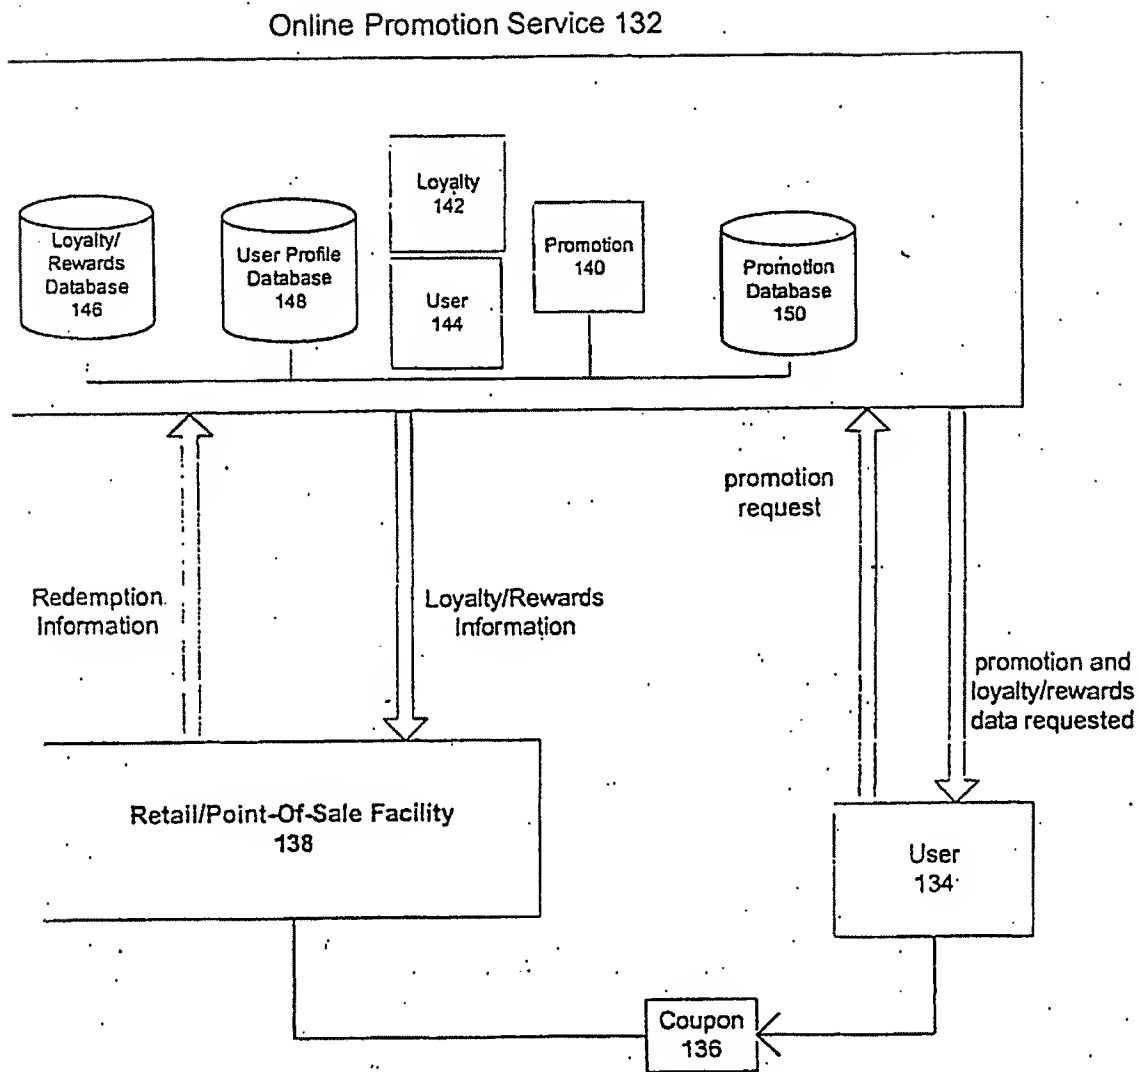 Online Promotion Service 132
Loyalty/
Rewards
Database
146
User Profile
Database
148
Loyalty
142
User
144
Promotion
140
Promotion
Database
150
Redemption
Information
Loyalty/Rewards
Information
promotion
request
promotion and
loyalty/rewards
data requested
Retail/Point-Of-Sale Facility
138
User
134
Coupon
136